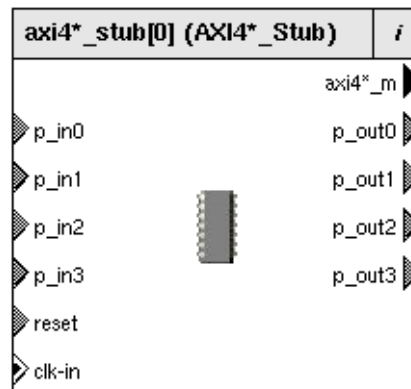 axi4*_stub[0] (AXI4*_Stub) i
axi4*_m
p_in0 p_out0
p_in1 p_out1
p_in2 p_out2
p_in3 p_out3
reset
clk-in